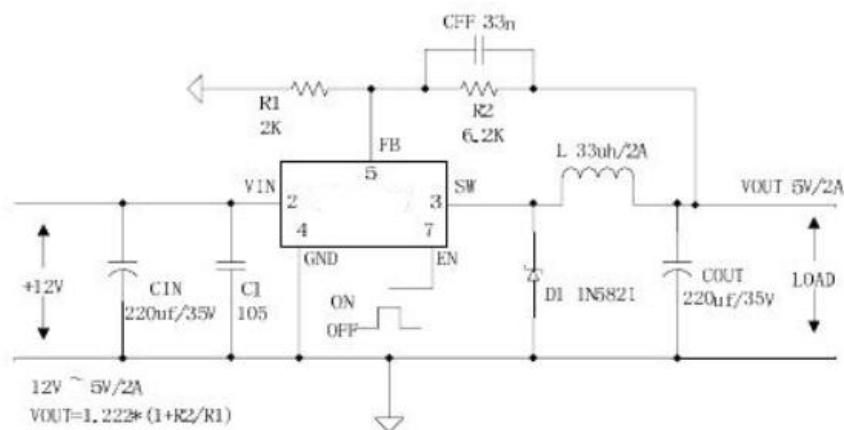 CFF 33n
R1
2K
R2
6.2K
FB
5
L 33uh/2A
VIN
SW
VOUT 5V/2A
2
3
4
7
GND
EN
+12V
CIN
220uf/35V
C1
105
ON
OFF
D1 1N5821
COUT
220uf/35V
LOAD
12V ~ 5V/2A
VOUT=1.222*(1+R2/R1)